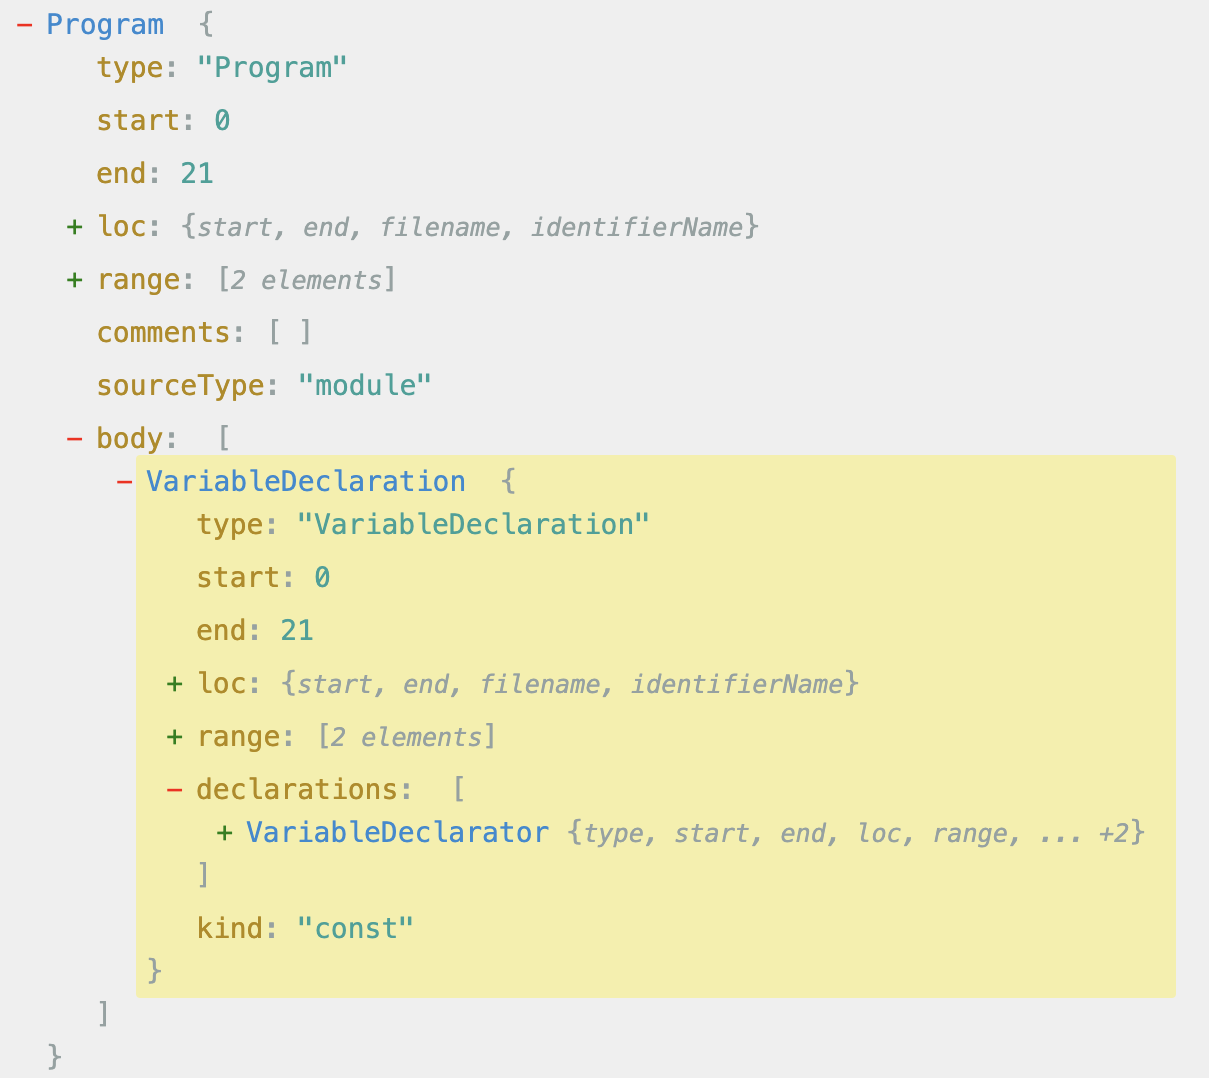 − Program {
type: "Program"
start: 0
end: 21
+ loc: {start, end, filename, identifierName}
+ range: [2 elements]
comments: [ ]
sourceType: "module"
− body: [
− VariableDeclaration {
type: "VariableDeclaration"
start: 0
end: 21
+ loc: {start, end, filename, identifierName}
+ range: [2 elements]
− declarations: [
+ VariableDeclarator {type, start, end, loc, range, ... +2}
]
kind: "const"
}
]
}